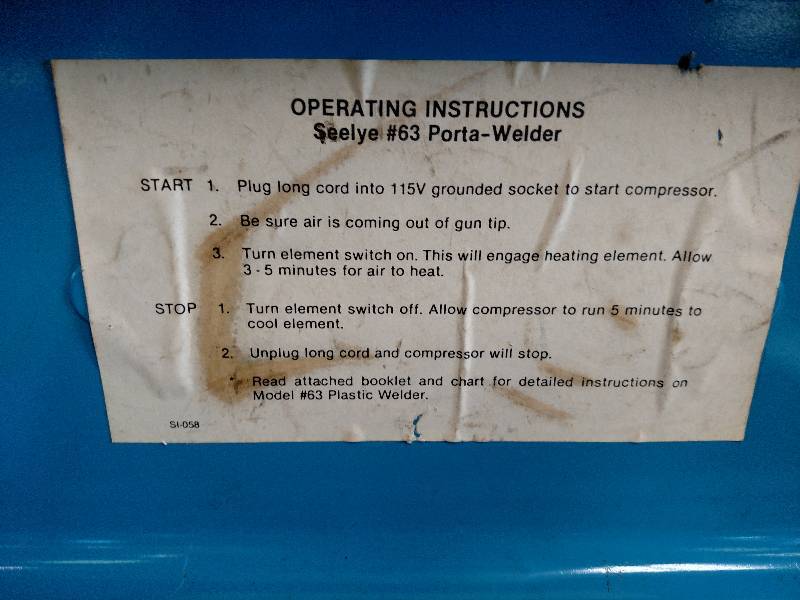 OPERATING INSTRUCTIONS
Seelye #63 Porta-Welder
START 1. Plug long cord into 115V grounded socket to start compressor.
2. Be sure air is coming out of gun tip.
3. Turn element switch on. This will engage heating element. Allow
3 - 5 minutes for air to heat.
STOP 1. Turn element switch off. Allow compressor to run 5 minutes to
cool element.
2. Unplug long cord and compressor will stop.
* Read attached booklet and chart for detailed instructions on
Model #63 Plastic Welder.
SI-058